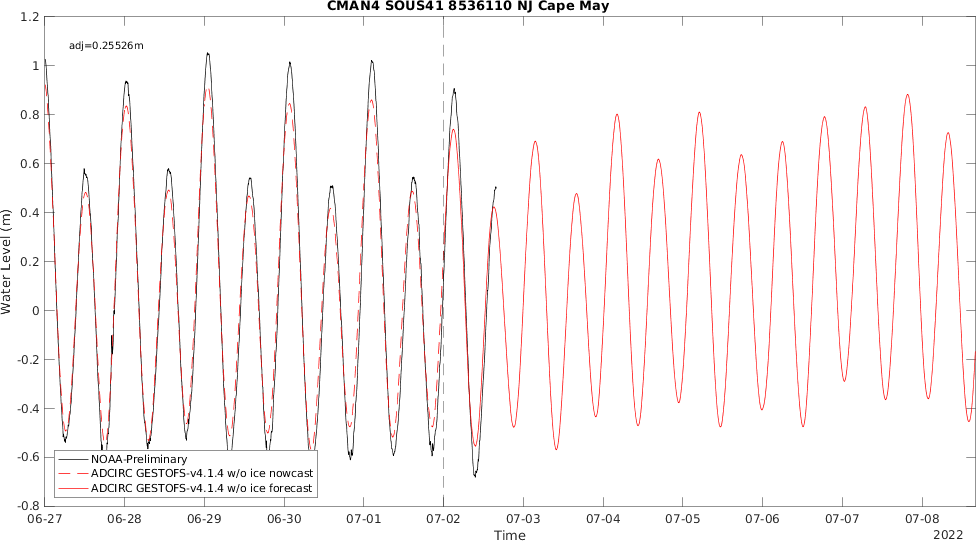 CMAN4 SOUS41 8536110 NJ Cape May
adj=0.25526m
Water Level (m)
1.2
1
0.8
0.6
0.4
0.2
0
-0.2
-0.4
-0.6
-0.8
NOAA-Preliminary
ADCIRC GESTOFS-v4.1.4 w/o ice nowcast
ADCIRC GESTOFS-v4.1.4 w/o ice forecast
06-27 06-28 06-29 06-30 07-01 07-02 07-03 07-04 07-05 07-06 07-07 07-08
Time
2022